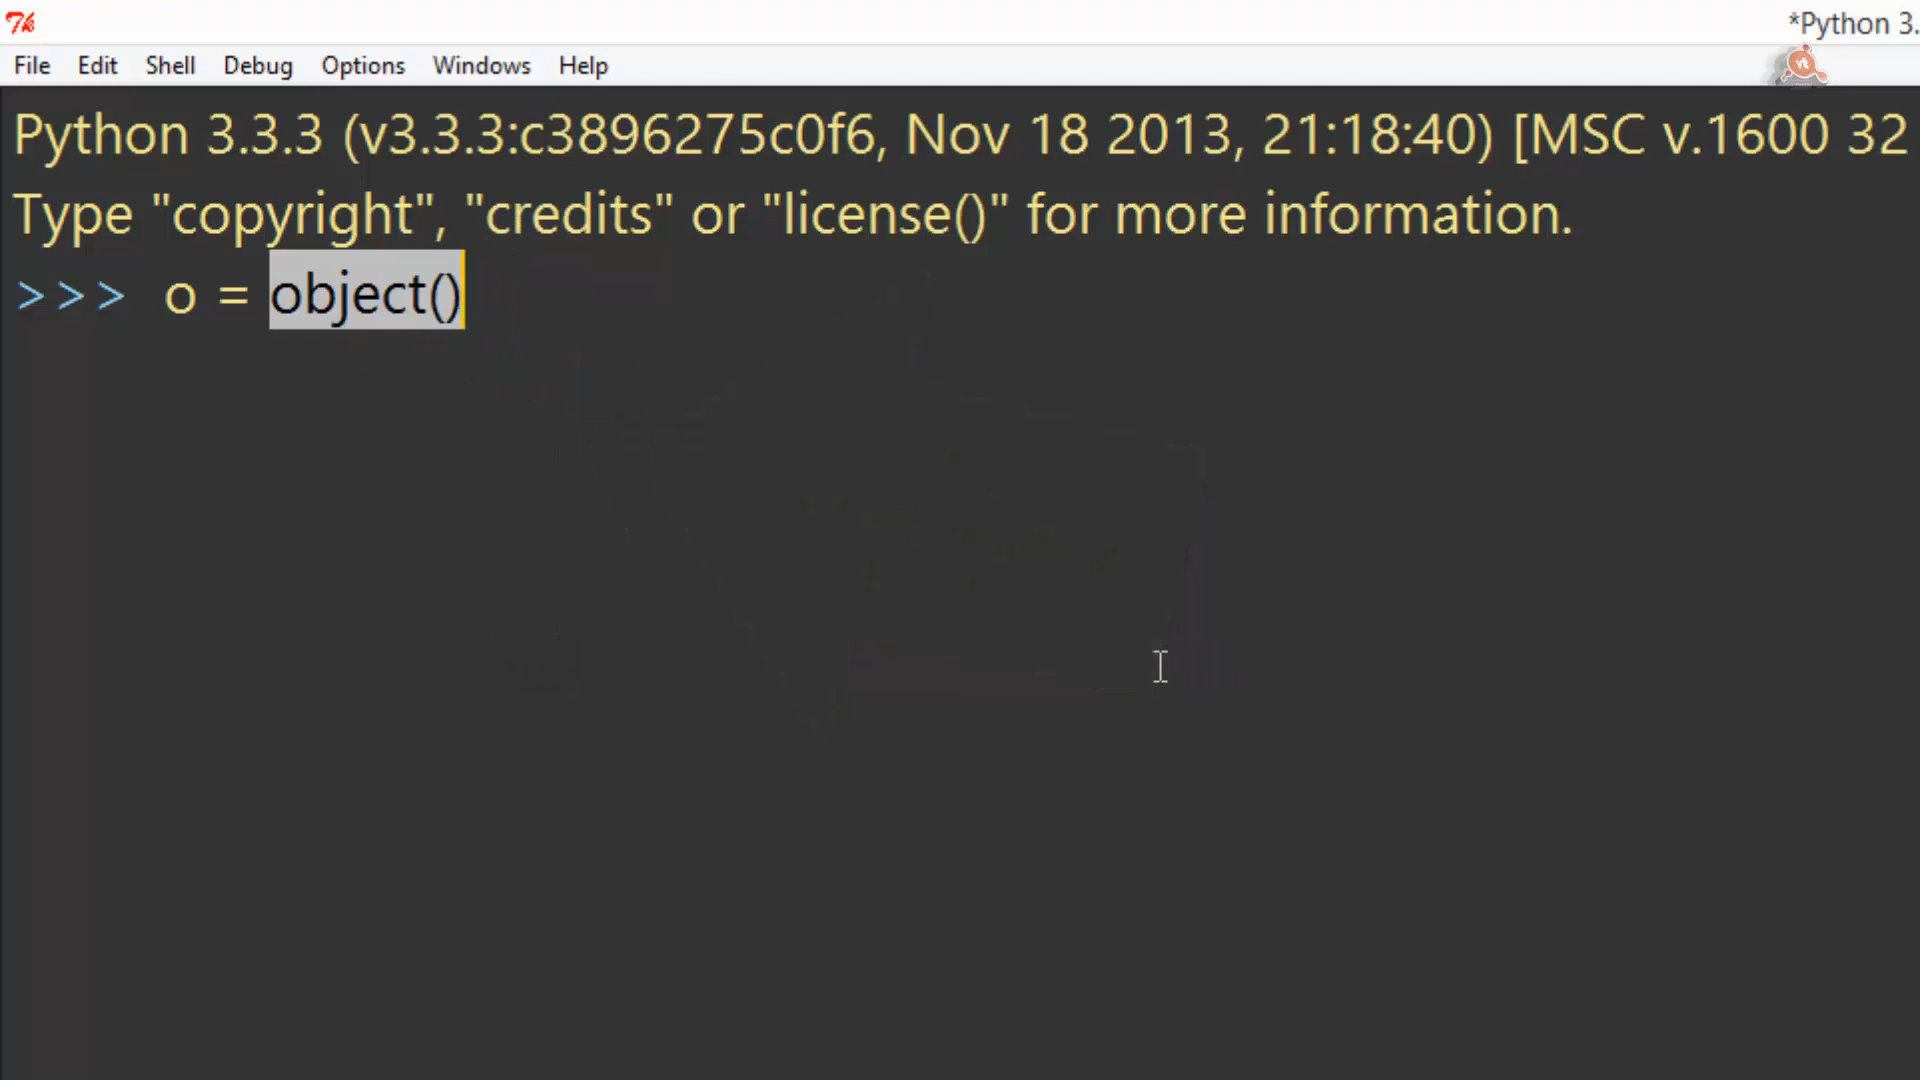 *Python 3.
File Edit Shell Debug Options Windows Help
Python 3.3.3 (v3.3.3:c3896275c0f6, Nov 18 2013, 21:18:40) [MSC v.1600 32
Type "copyright", "credits" or "license()" for more information.
>>> o = object()